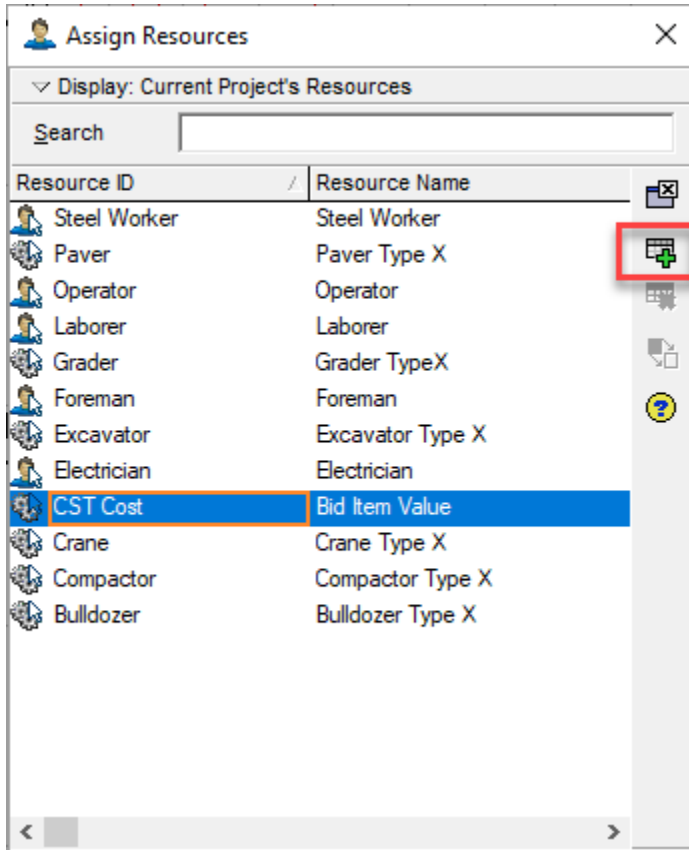 Assign Resources
Display: Current Project's Resources
Search
Resource ID Resource Name
Steel Worker Steel Worker
Paver Paver Type X
Operator Operator
Laborer Laborer
Grader Grader TypeX
Foreman Foreman
Excavator Excavator Type X
Electrician Electrician
CST Cost Bid Item Value
Crane Crane Type X
Compactor Compactor Type X
Bulldozer Bulldozer Type X